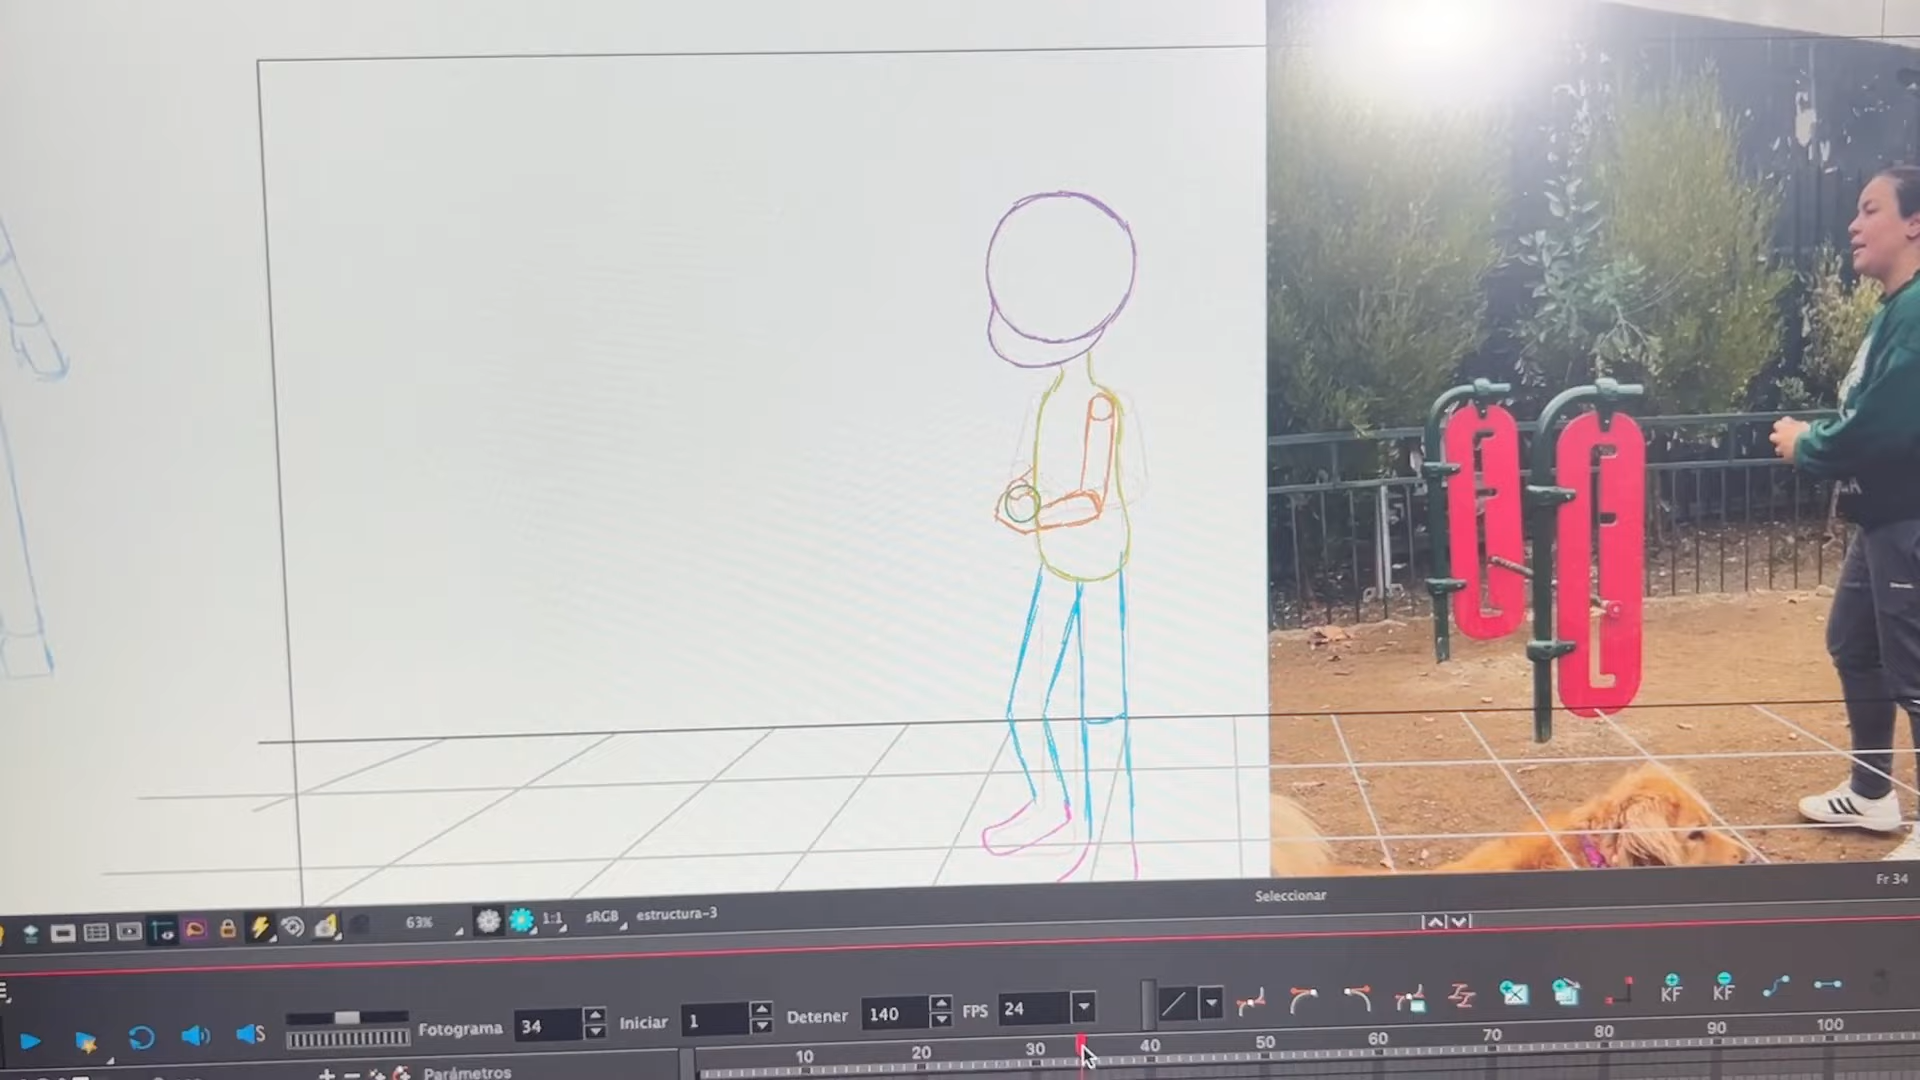 Seleccionar
Fr 34
63%
1:1
sRGB
estructura-3
Fotograma 34 Iniciar 1 Detener 140 FPS 24
KF KF
10 20 30 40 50 60 70 80 90 100
Parámetros